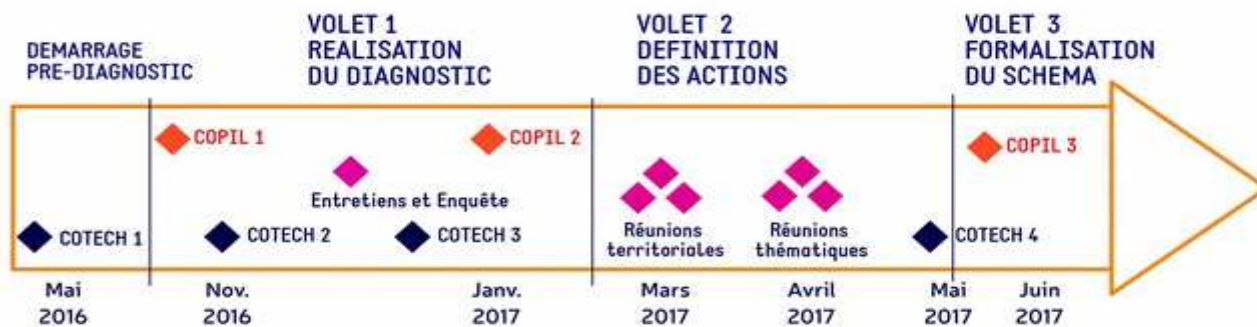 DEMARRAGE
PRE-DIAGNOSTIC
VOLET 1
REALISATION
DU DIAGNOSTIC
VOLET 2
DEFINITION
DES ACTIONS
VOLET 3
FORMALISATION
DU SCHEMA
COPIL 1
COPIL 2
COPIL 3
Entretiens et Enquête
COTECH 1
COTECH 2
COTECH 3
Réunions
territoriales
Réunions
thématiques
COTECH 4
Mai
2016
Nov.
2016
Janv.
2017
Mars
2017
Avril
2017
Mai
2017
Juin
2017